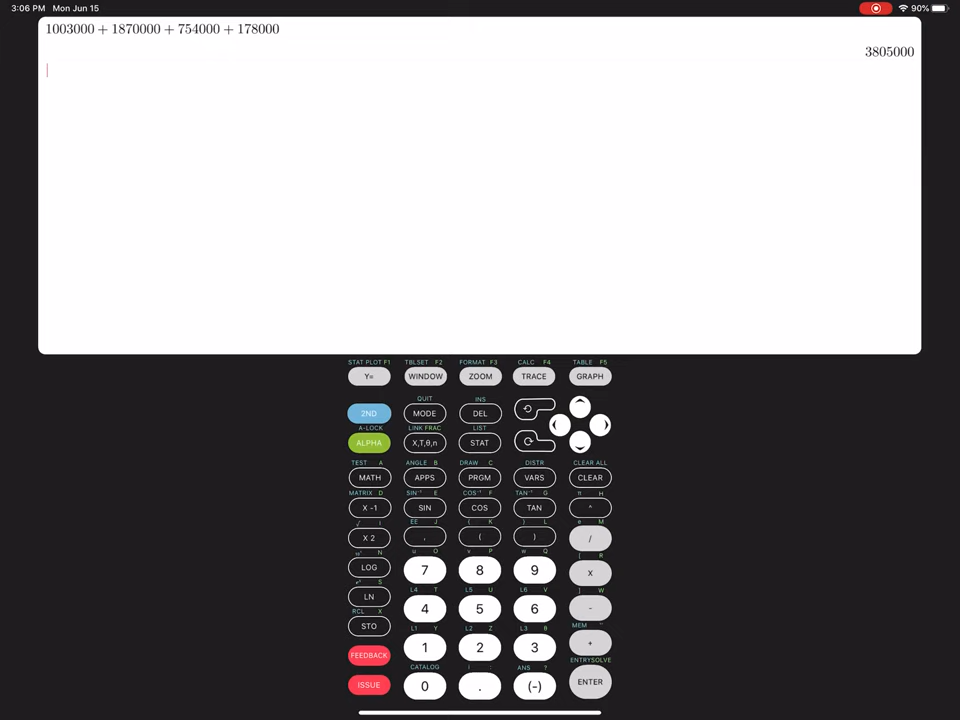 3:06 PM Mon Jun 15
90%
1003000 + 1870000 + 754000 + 178000
3805000
STAT PLOT F1 TBLSET F2 FORMAT F3 CALC F4 TABLE F5
Y= WINDOW ZOOM TRACE GRAPH
QUIT INS
2ND MODE DEL
A-LOCK LINK FRAC LIST
ALPHA X,T,θ,n STAT
TEST A ANGLE B DRAW C DISTR CLEAR ALL
MATH APPS PRGM VARS CLEAR
MATRIX D SIN⁻¹ E COS⁻¹ F TAN⁻¹ G π H
X -1 SIN COS TAN ^
√ I EE J { K } L e M
X 2 , ( ) /
10ˣ N u O v P w Q [ R
LOG 7 8 9 X
eˣ S L4 T L5 U L6 V ] W
LN 4 5 6 -
RCL X L1 Y L2 Z L3 θ MEM "
STO 1 2 3 +
FEEDBACK
CATALOG i : ANS ? ENTRYSOLVE
ISSUE 0 . (-) ENTER